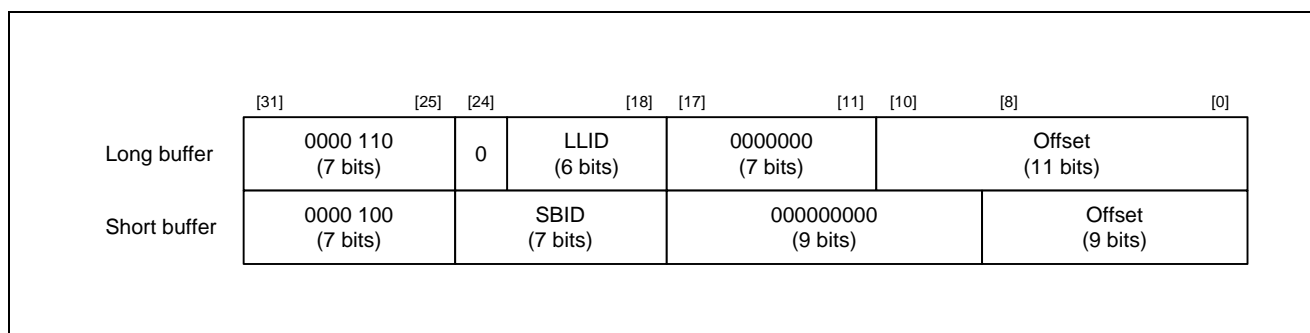 [31] [25] [24] [18] [17] [11] [10] [8] [0]
Long buffer 0000 110 0 LLID 0000000 Offset
(7 bits) (6 bits) (7 bits) (11 bits)
Short buffer 0000 100 SBID 000000000 Offset
(7 bits) (7 bits) (9 bits) (9 bits)